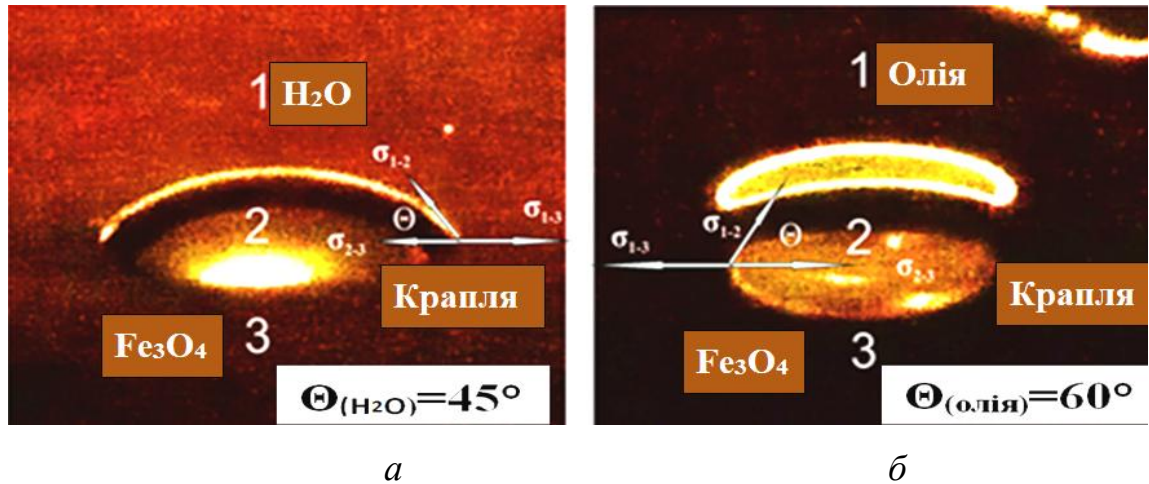 1 H₂O
σ₁₋₂
Θ
σ₁₋₃
2
σ₂₋₃
Крапля
Fe₃O₄
3
Θ(H₂O)=45°
а
1 Олія
σ₁₋₃
σ₁₋₂
Θ
2
σ₂₋₃
Крапля
Fe₃O₄
3
Θ(олія)=60°
б